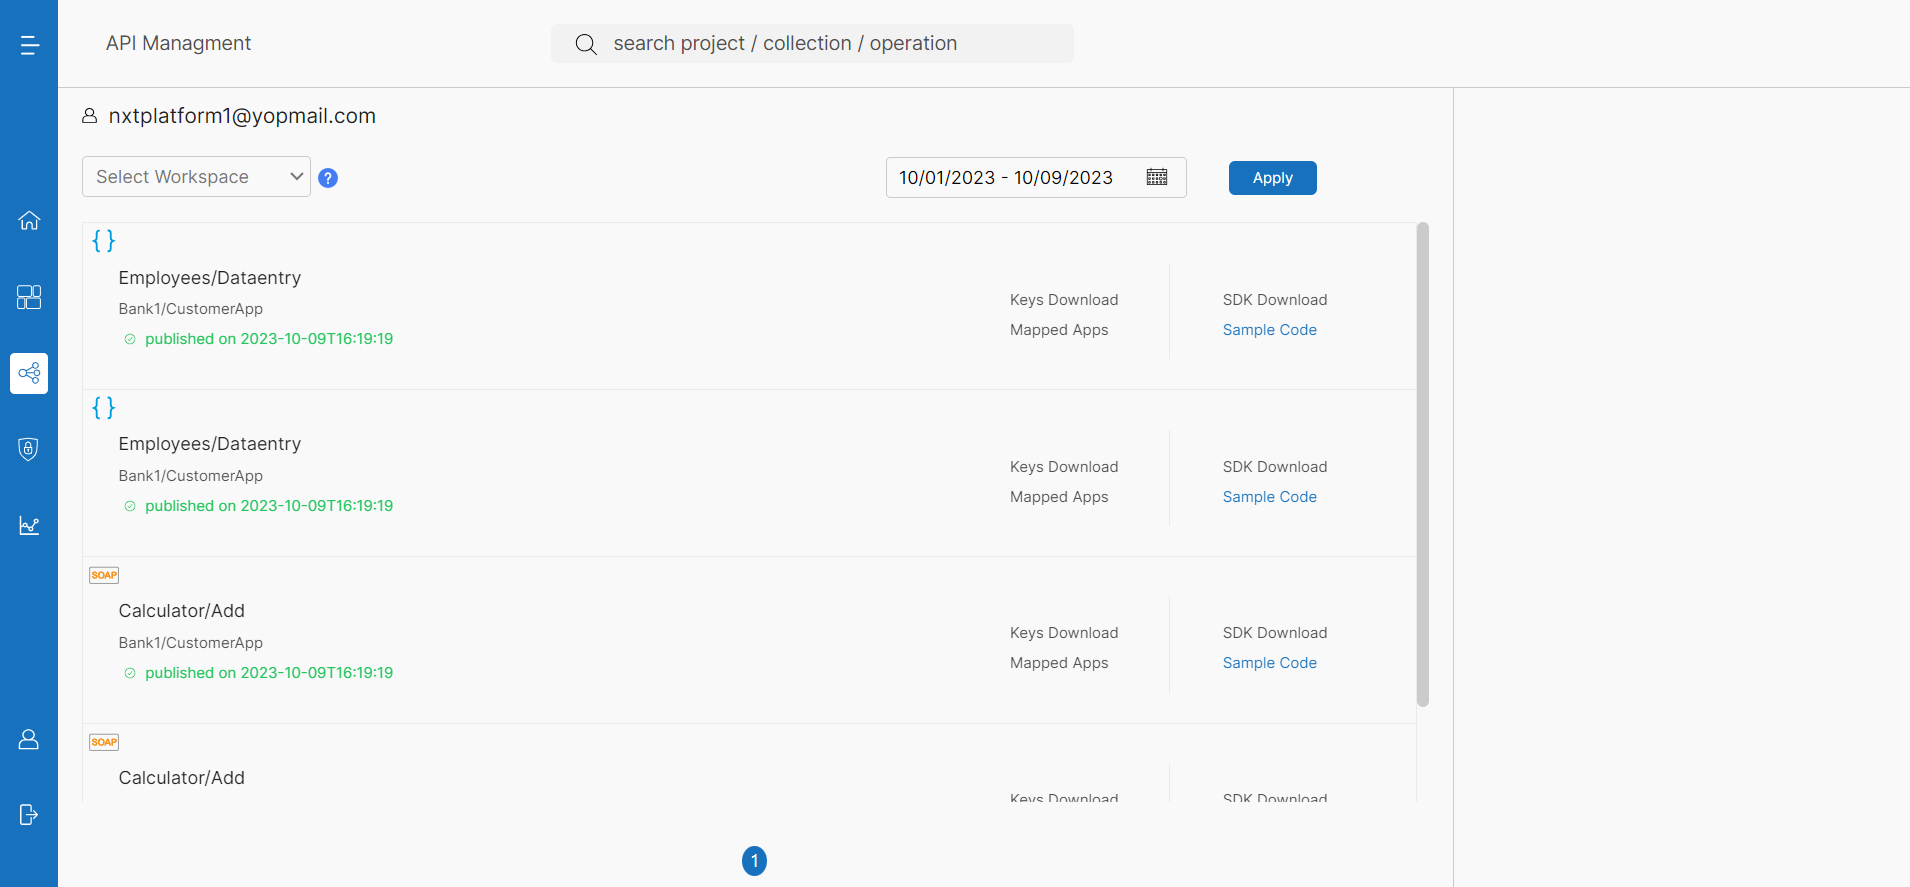 API Managment
search project / collection / operation
nxtplatform1@yopmail.com
Select Workspace
?
10/01/2023 - 10/09/2023
Apply
{ }
Employees/Dataentry
Bank1/CustomerApp
published on 2023-10-09T16:19:19
Keys Download
Mapped Apps
SDK Download
Sample Code
{ }
Employees/Dataentry
Bank1/CustomerApp
published on 2023-10-09T16:19:19
Keys Download
Mapped Apps
SDK Download
Sample Code
SOAP
Calculator/Add
Bank1/CustomerApp
published on 2023-10-09T16:19:19
Keys Download
Mapped Apps
SDK Download
Sample Code
SOAP
Calculator/Add
Keys Download
SDK Download
1